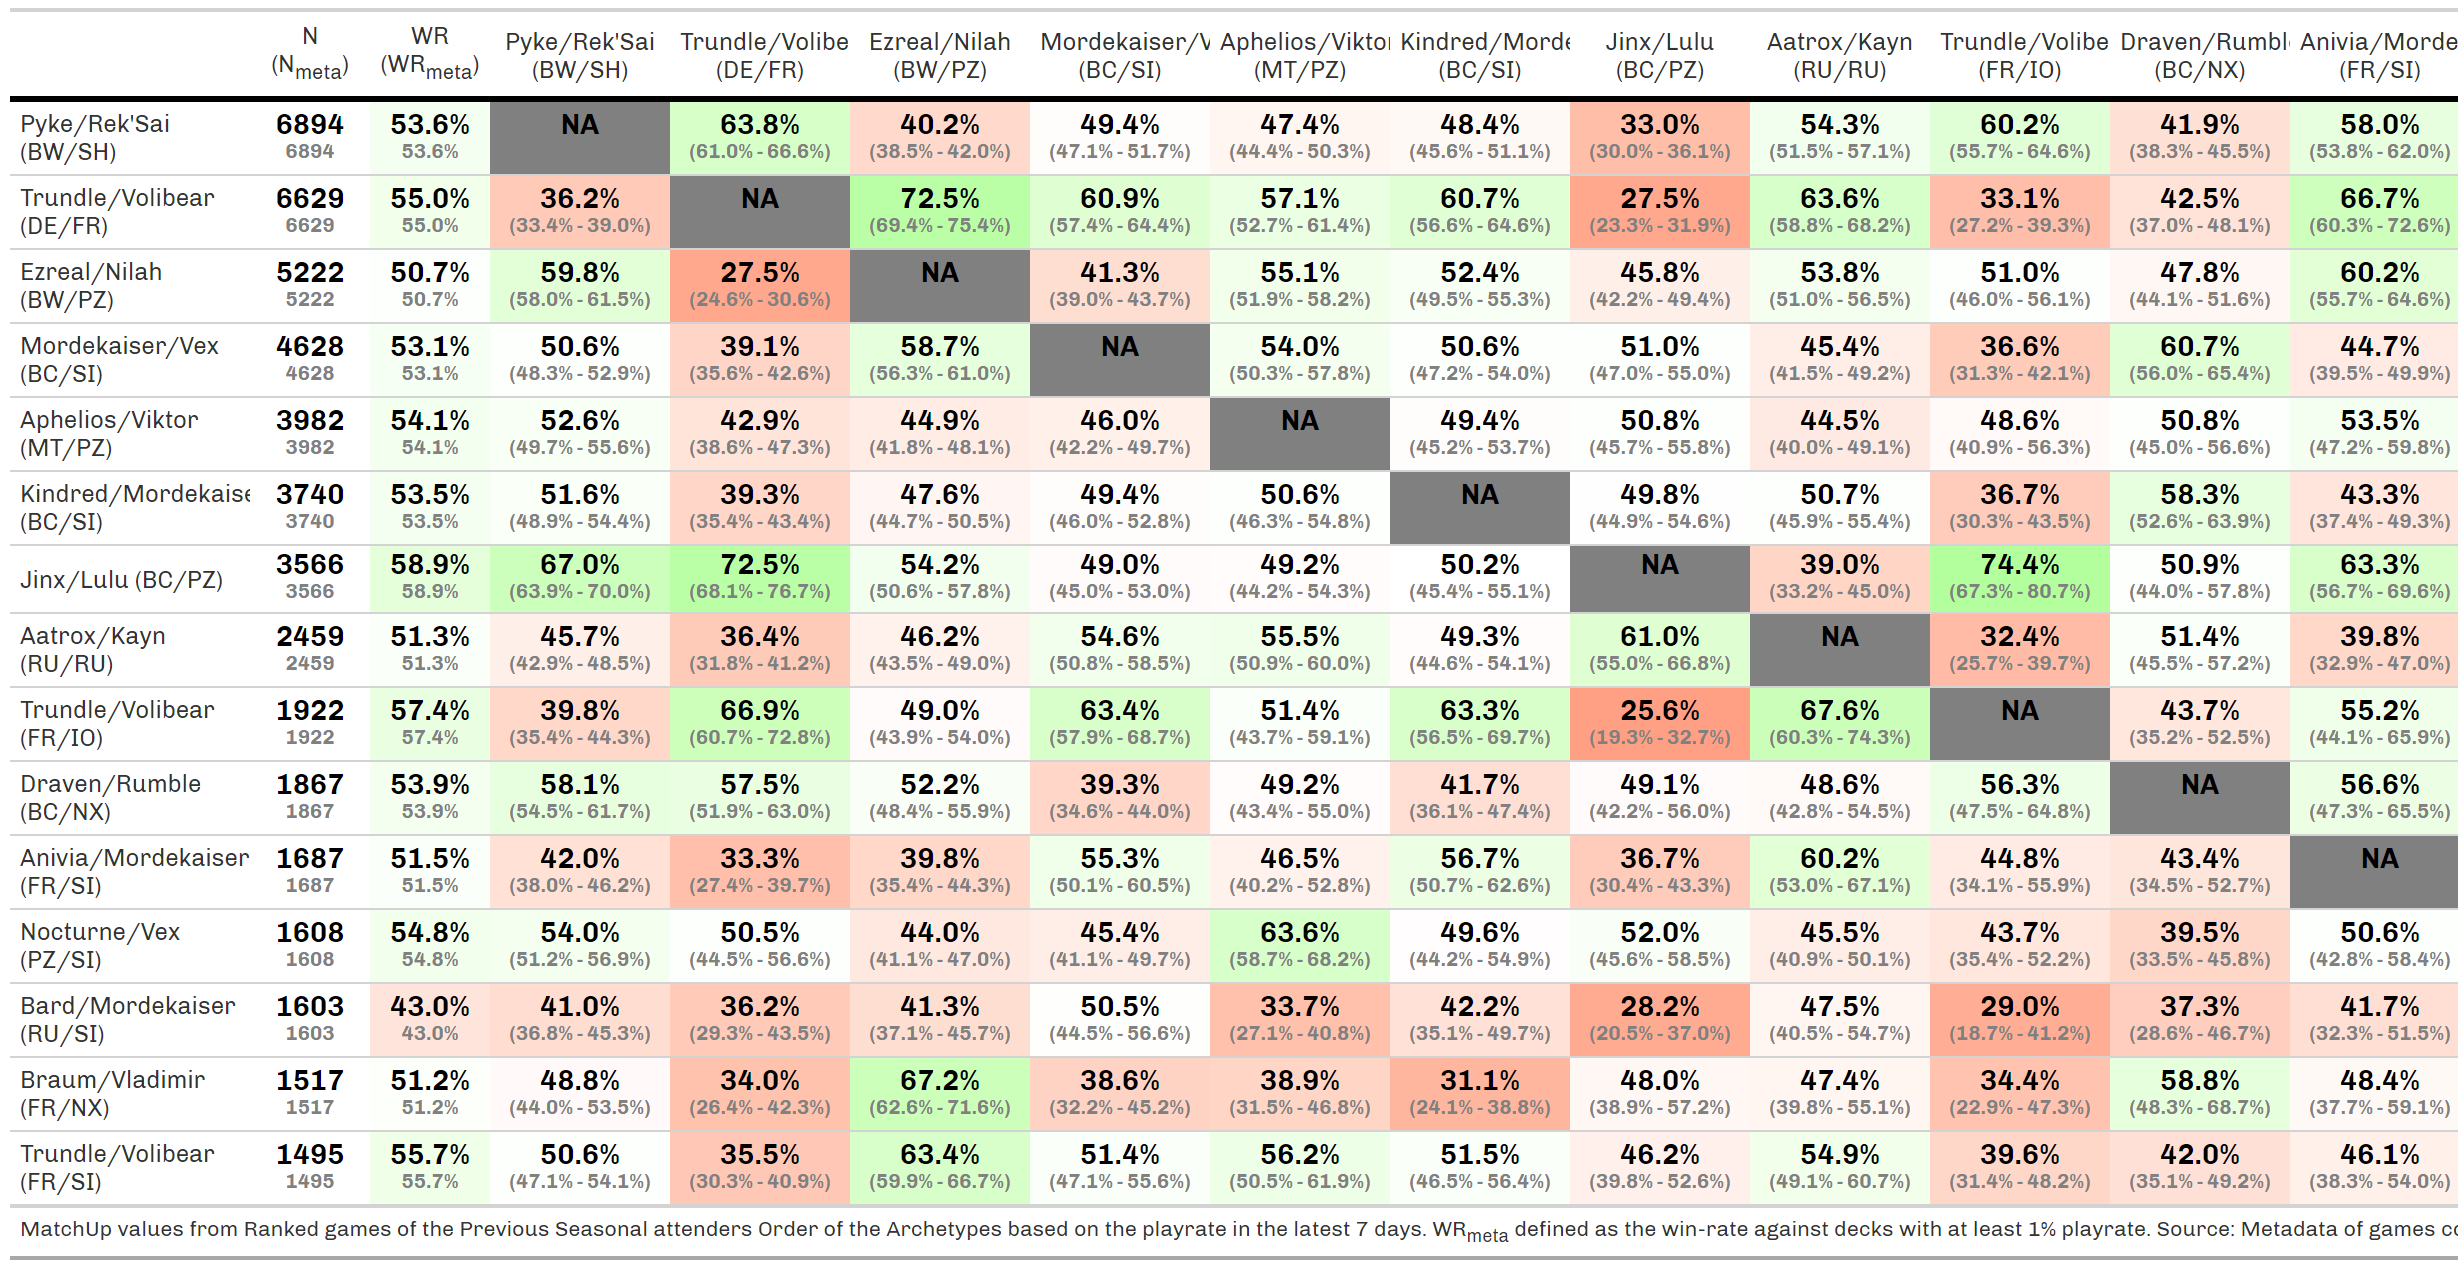 N WR Pyke/Rek'Sai Trundle/Volibe Ezreal/Nilah Mordekaiser/V Aphelios/Viktor Kindred/Morde Jinx/Lulu Aatrox/Kayn Trundle/Volibe Draven/Rumbl Anivia/Morde
(Nmeta) (WRmeta) (BW/SH) (DE/FR) (BW/PZ) (BC/SI) (MT/PZ) (BC/SI) (BC/PZ) (RU/RU) (FR/IO) (BC/NX) (FR/SI)
Pyke/Rek'Sai 6894 53.6% NA 63.8% 40.2% 49.4% 47.4% 48.4% 33.0% 54.3% 60.2% 41.9% 58.0%
(BW/SH) 6894 53.6% (61.0% - 66.6%) (38.5% - 42.0%) (47.1% - 51.7%) (44.4% - 50.3%) (45.6% - 51.1%) (30.0% - 36.1%) (51.5% - 57.1%) (55.7% - 64.6%) (38.3% - 45.5%) (53.8% - 62.0%)
Trundle/Volibear 6629 55.0% 36.2% NA 72.5% 60.9% 57.1% 60.7% 27.5% 63.6% 33.1% 42.5% 66.7%
(DE/FR) 6629 55.0% (33.4% - 39.0%) (69.4% - 75.4%) (57.4% - 64.4%) (52.7% - 61.4%) (56.6% - 64.6%) (23.3% - 31.9%) (58.8% - 68.2%) (27.2% - 39.3%) (37.0% - 48.1%) (60.3% - 72.6%)
Ezreal/Nilah 5222 50.7% 59.8% 27.5% NA 41.3% 55.1% 52.4% 45.8% 53.8% 51.0% 47.8% 60.2%
(BW/PZ) 5222 50.7% (58.0% - 61.5%) (24.6% - 30.6%) (39.0% - 43.7%) (51.9% - 58.2%) (49.5% - 55.3%) (42.2% - 49.4%) (51.0% - 56.5%) (46.0% - 56.1%) (44.1% - 51.6%) (55.7% - 64.6%)
Mordekaiser/Vex 4628 53.1% 50.6% 39.1% 58.7% NA 54.0% 50.6% 51.0% 45.4% 36.6% 60.7% 44.7%
(BC/SI) 4628 53.1% (48.3% - 52.9%) (35.6% - 42.6%) (56.3% - 61.0%) (50.3% - 57.8%) (47.2% - 54.0%) (47.0% - 55.0%) (41.5% - 49.2%) (31.3% - 42.1%) (56.0% - 65.4%) (39.5% - 49.9%)
Aphelios/Viktor 3982 54.1% 52.6% 42.9% 44.9% 46.0% NA 49.4% 50.8% 44.5% 48.6% 50.8% 53.5%
(MT/PZ) 3982 54.1% (49.7% - 55.6%) (38.6% - 47.3%) (41.8% - 48.1%) (42.2% - 49.7%) (45.2% - 53.7%) (45.7% - 55.8%) (40.0% - 49.1%) (40.9% - 56.3%) (45.0% - 56.6%) (47.2% - 59.8%)
Kindred/Mordekaise 3740 53.5% 51.6% 39.3% 47.6% 49.4% 50.6% NA 49.8% 50.7% 36.7% 58.3% 43.3%
(BC/SI) 3740 53.5% (48.9% - 54.4%) (35.4% - 43.4%) (44.7% - 50.5%) (46.0% - 52.8%) (46.3% - 54.8%) (44.9% - 54.6%) (45.9% - 55.4%) (30.3% - 43.5%) (52.6% - 63.9%) (37.4% - 49.3%)
Jinx/Lulu (BC/PZ) 3566 58.9% 67.0% 72.5% 54.2% 49.0% 49.2% 50.2% NA 39.0% 74.4% 50.9% 63.3%
3566 58.9% (63.9% - 70.0%) (68.1% - 76.7%) (50.6% - 57.8%) (45.0% - 53.0%) (44.2% - 54.3%) (45.4% - 55.1%) (33.2% - 45.0%) (67.3% - 80.7%) (44.0% - 57.8%) (56.7% - 69.6%)
Aatrox/Kayn 2459 51.3% 45.7% 36.4% 46.2% 54.6% 55.5% 49.3% 61.0% NA 32.4% 51.4% 39.8%
(RU/RU) 2459 51.3% (42.9% - 48.5%) (31.8% - 41.2%) (43.5% - 49.0%) (50.8% - 58.5%) (50.9% - 60.0%) (44.6% - 54.1%) (55.0% - 66.8%) (25.7% - 39.7%) (45.5% - 57.2%) (32.9% - 47.0%)
Trundle/Volibear 1922 57.4% 39.8% 66.9% 49.0% 63.4% 51.4% 63.3% 25.6% 67.6% NA 43.7% 55.2%
(FR/IO) 1922 57.4% (35.4% - 44.3%) (60.7% - 72.8%) (43.9% - 54.0%) (57.9% - 68.7%) (43.7% - 59.1%) (56.5% - 69.7%) (19.3% - 32.7%) (60.3% - 74.3%) (35.2% - 52.5%) (44.1% - 65.9%)
Draven/Rumble 1867 53.9% 58.1% 57.5% 52.2% 39.3% 49.2% 41.7% 49.1% 48.6% 56.3% NA 56.6%
(BC/NX) 1867 53.9% (54.5% - 61.7%) (51.9% - 63.0%) (48.4% - 55.9%) (34.6% - 44.0%) (43.4% - 55.0%) (36.1% - 47.4%) (42.2% - 56.0%) (42.8% - 54.5%) (47.5% - 64.8%) (47.3% - 65.5%)
Anivia/Mordekaiser 1687 51.5% 42.0% 33.3% 39.8% 55.3% 46.5% 56.7% 36.7% 60.2% 44.8% 43.4% NA
(FR/SI) 1687 51.5% (38.0% - 46.2%) (27.4% - 39.7%) (35.4% - 44.3%) (50.1% - 60.5%) (40.2% - 52.8%) (50.7% - 62.6%) (30.4% - 43.3%) (53.0% - 67.1%) (34.1% - 55.9%) (34.5% - 52.7%)
Nocturne/Vex 1608 54.8% 54.0% 50.5% 44.0% 45.4% 63.6% 49.6% 52.0% 45.5% 43.7% 39.5% 50.6%
(PZ/SI) 1608 54.8% (51.2% - 56.9%) (44.5% - 56.6%) (41.1% - 47.0%) (41.1% - 49.7%) (58.7% - 68.2%) (44.2% - 54.9%) (45.6% - 58.5%) (40.9% - 50.1%) (35.4% - 52.2%) (33.5% - 45.8%) (42.8% - 58.4%)
Bard/Mordekaiser 1603 43.0% 41.0% 36.2% 41.3% 50.5% 33.7% 42.2% 28.2% 47.5% 29.0% 37.3% 41.7%
(RU/SI) 1603 43.0% (36.8% - 45.3%) (29.3% - 43.5%) (37.1% - 45.7%) (44.5% - 56.6%) (27.1% - 40.8%) (35.1% - 49.7%) (20.5% - 37.0%) (40.5% - 54.7%) (18.7% - 41.2%) (28.6% - 46.7%) (32.3% - 51.5%)
Braum/Vladimir 1517 51.2% 48.8% 34.0% 67.2% 38.6% 38.9% 31.1% 48.0% 47.4% 34.4% 58.8% 48.4%
(FR/NX) 1517 51.2% (44.0% - 53.5%) (26.4% - 42.3%) (62.6% - 71.6%) (32.2% - 45.2%) (31.5% - 46.8%) (24.1% - 38.8%) (38.9% - 57.2%) (39.8% - 55.1%) (22.9% - 47.3%) (48.3% - 68.7%) (37.7% - 59.1%)
Trundle/Volibear 1495 55.7% 50.6% 35.5% 63.4% 51.4% 56.2% 51.5% 46.2% 54.9% 39.6% 42.0% 46.1%
(FR/SI) 1495 55.7% (47.1% - 54.1%) (30.3% - 40.9%) (59.9% - 66.7%) (47.1% - 55.6%) (50.5% - 61.9%) (46.5% - 56.4%) (39.8% - 52.6%) (49.1% - 60.7%) (31.4% - 48.2%) (35.1% - 49.2%) (38.3% - 54.0%)
MatchUp values from Ranked games of the Previous Seasonal attenders Order of the Archetypes based on the playrate in the latest 7 days. WRmeta defined as the win-rate against decks with at least 1% playrate. Source: Metadata of games co